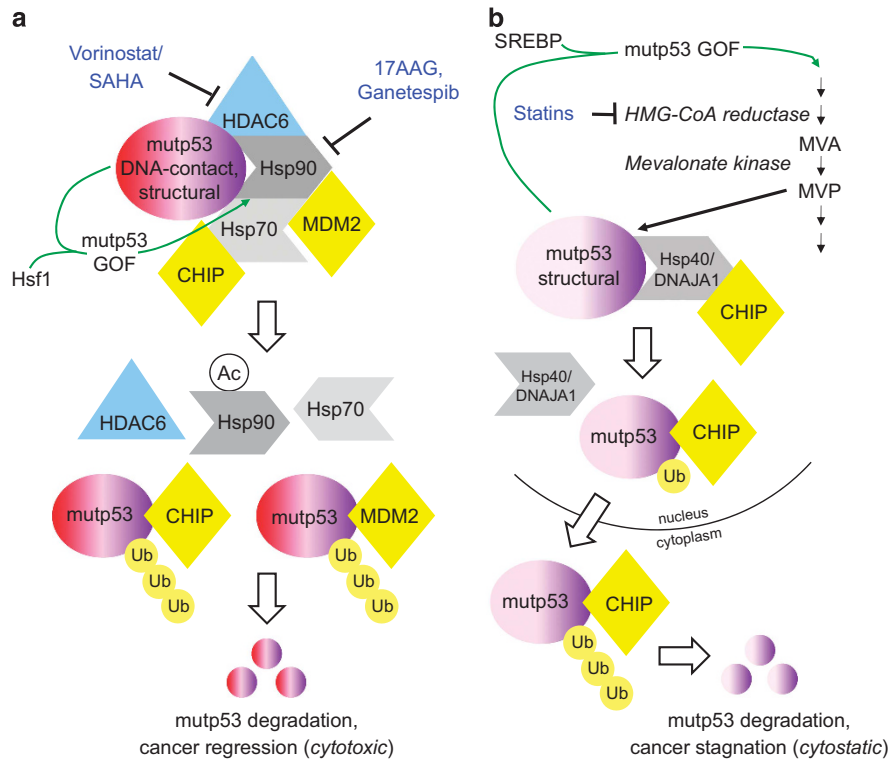 a
Vorinostat/
SAHA
17AAG,
Ganetespib
HDAC6
mutp53
DNA-contact,
structural
Hsp90
Hsp70
MDM2
CHIP
mutp53
GOF
Hsf1
Ac
HDAC6
Hsp90
Hsp70
mutp53
CHIP
Ub
Ub
Ub
mutp53
MDM2
Ub
Ub
Ub
mutp53 degradation,
cancer regression (cytotoxic)
b
SREBP
mutp53 GOF
Statins
HMG-CoA reductase
MVA
Mevalonate kinase
MVP
mutp53
structural
Hsp40/
DNAJA1
CHIP
Hsp40/
DNAJA1
mutp53
CHIP
Ub
nucleus
cytoplasm
mutp53
CHIP
Ub
Ub
Ub
mutp53 degradation,
cancer stagnation (cytostatic)